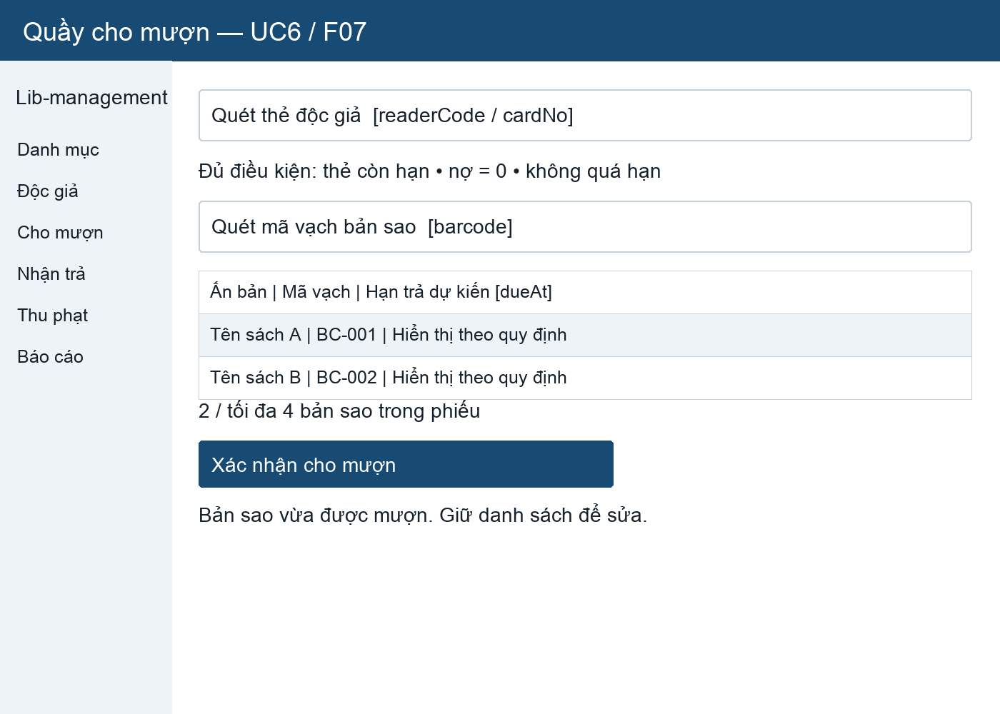 Quầy cho mượn — UC6 / F07
Lib-management
Danh mục
Độc giả
Cho mượn
Nhận trả
Thu phạt
Báo cáo
Quét thẻ độc giả  [readerCode / cardNo]
Đủ điều kiện: thẻ còn hạn • nợ = 0 • không quá hạn
Quét mã vạch bản sao  [barcode]
Ấn bản | Mã vạch | Hạn trả dự kiến [dueAt]
Tên sách A | BC-001 | Hiển thị theo quy định
Tên sách B | BC-002 | Hiển thị theo quy định
2 / tối đa 4 bản sao trong phiếu
Xác nhận cho mượn
Bản sao vừa được mượn. Giữ danh sách để sửa.